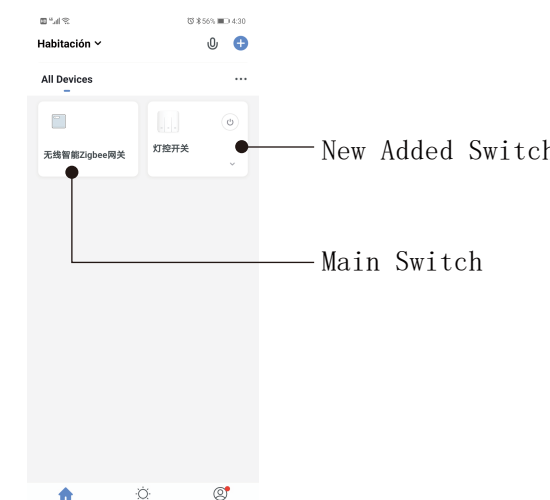 56% 4:30
Habitación
All Devices
无线智能Zigbee网关
灯控开关
New Added Switch
Main Switch